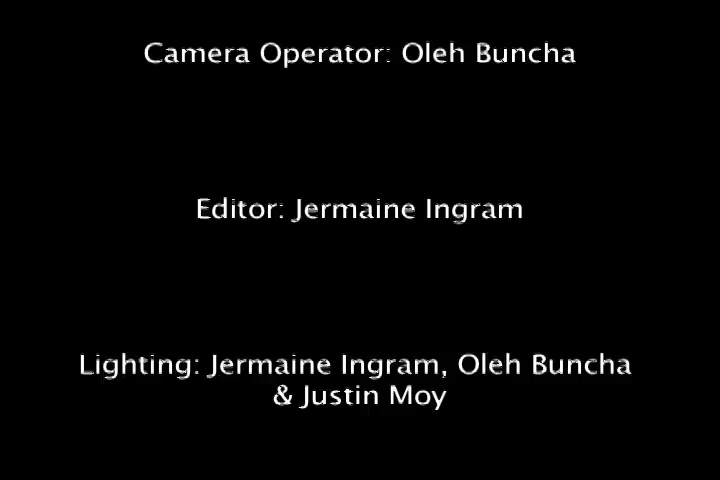 Camera Operator: Oleh Buncha
Editor: Jermaine Ingram
Lighting: Jermaine Ingram, Oleh Buncha
& Justin Moy